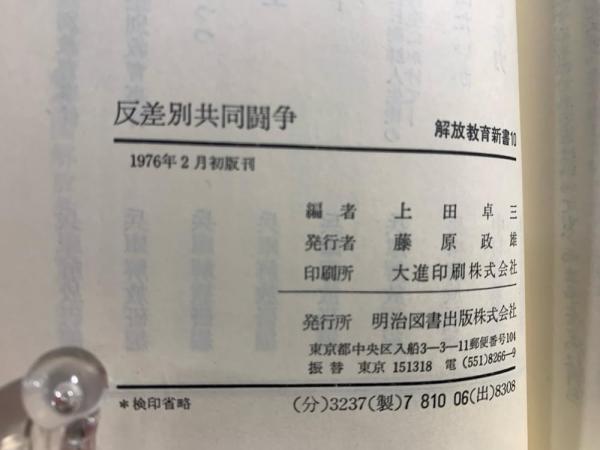 反差別共同闘争
解放教育新書10
1976年2月初版刊
編者 上田卓三
発行者 藤原政雄
印刷所 大進印刷株式会社
発行所 明治図書出版株式会社
東京都中央区入船3―3―11郵便番号104
振替 東京 151318 電(551)8266―9
*検印省略
(分)3237(製)7 810 06(出)8308